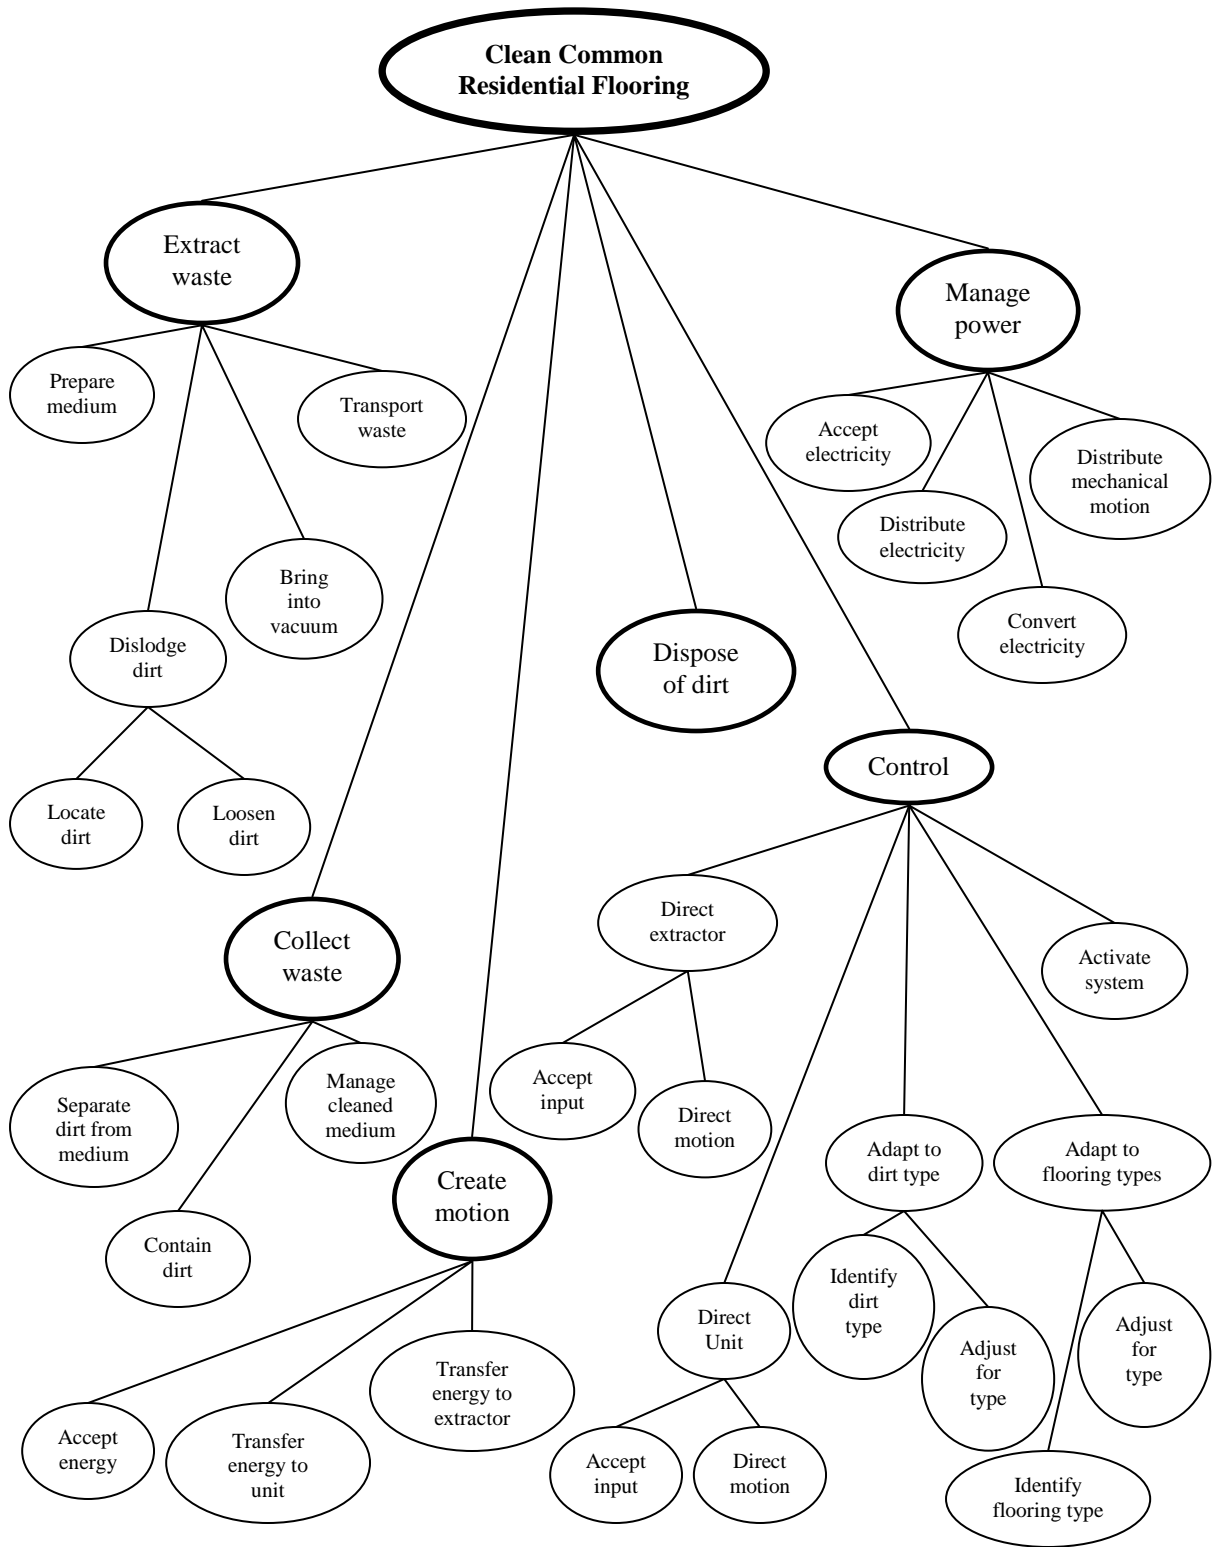 Clean Common
Residential Flooring
Extract
waste
Manage
power
Prepare
medium
Transport
waste
Accept
electricity
Distribute
mechanical
motion
Distribute
electricity
Bring
into
vacuum
Convert
electricity
Dislodge
dirt
Dispose
of dirt
Control
Locate
dirt
Loosen
dirt
Direct
extractor
Collect
waste
Activate
system
Separate
dirt from
medium
Manage
cleaned
medium
Accept
input
Direct
motion
Adapt to
dirt type
Adapt to
flooring types
Create
motion
Contain
dirt
Identify
dirt
type
Direct
Unit
Adjust
for
type
Adjust
for
type
Transfer
energy to
extractor
Accept
energy
Transfer
energy to
unit
Accept
input
Direct
motion
Identify
flooring type